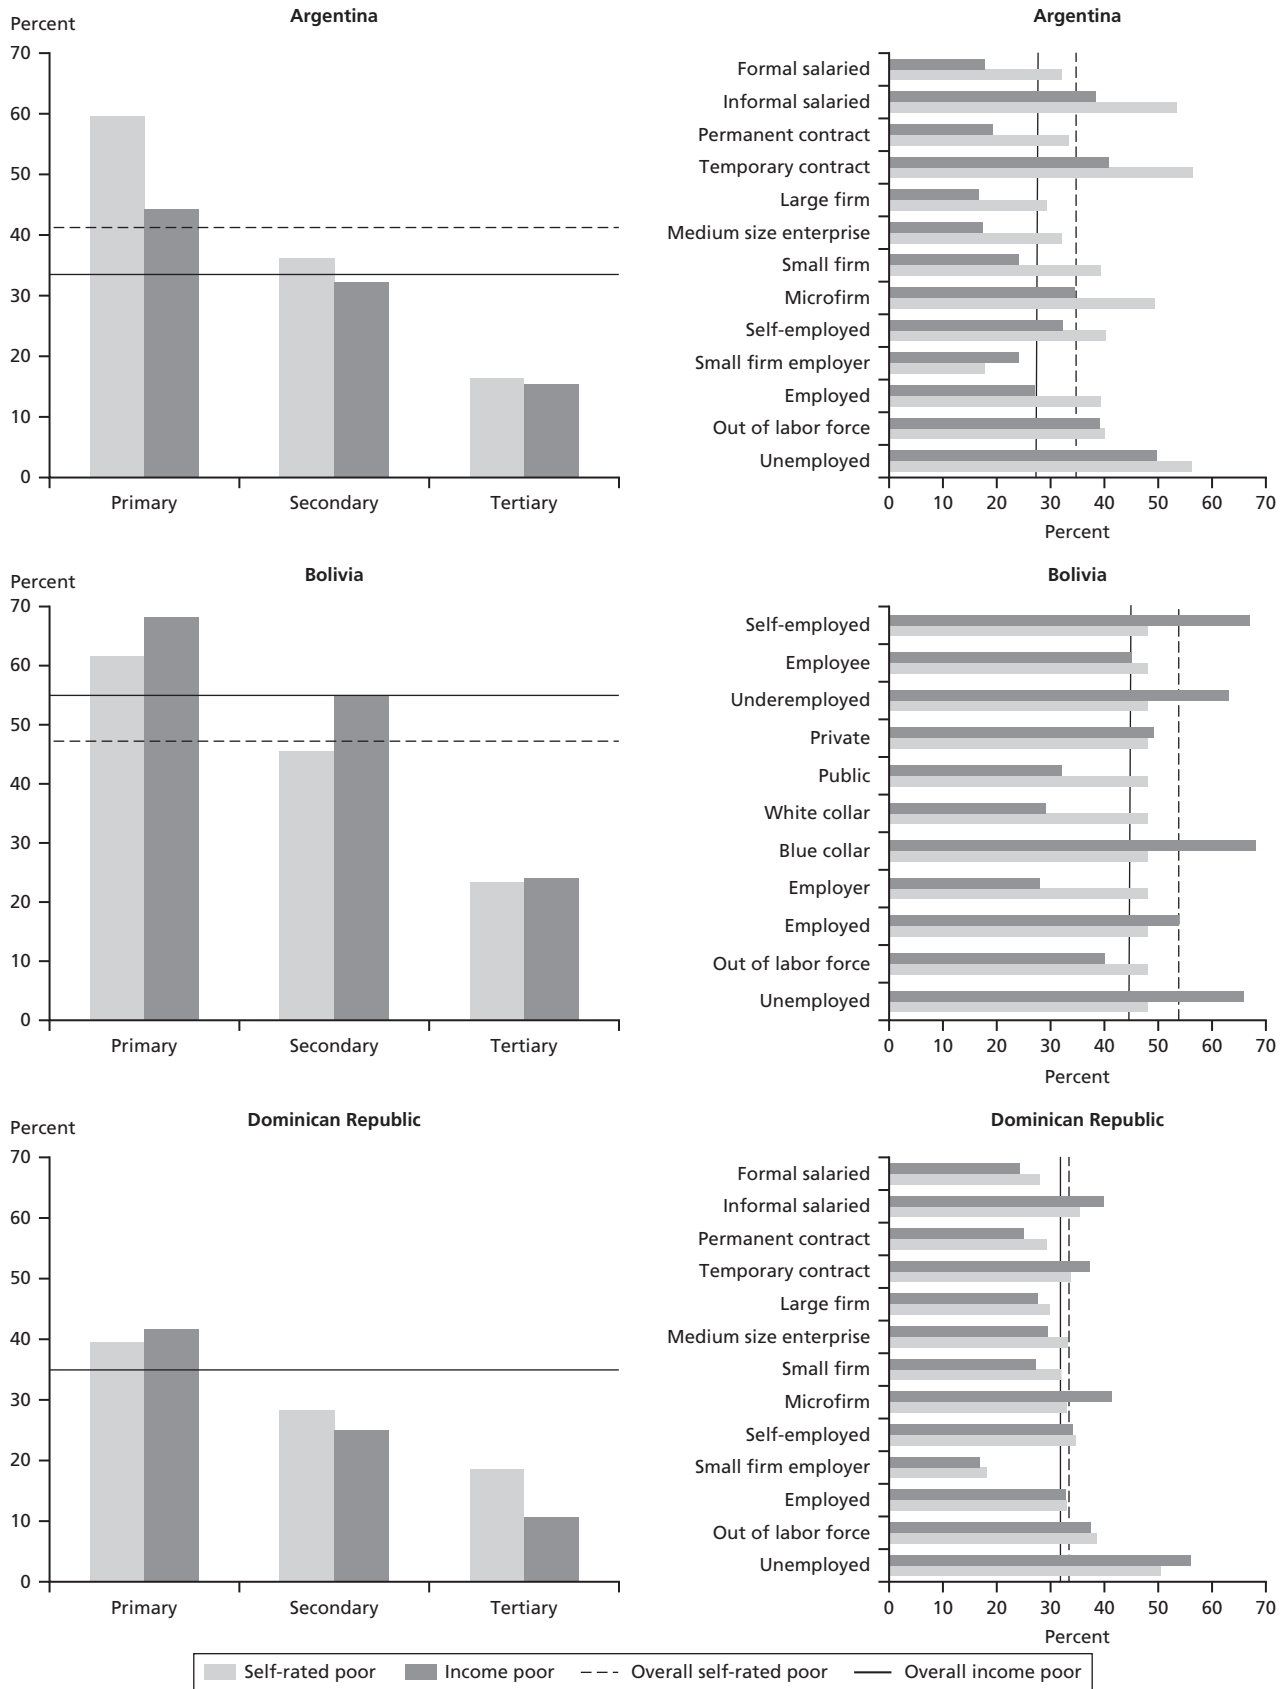 Argentina
Percent
70
60
50
40
30
20
10
0
Primary Secondary Tertiary
Argentina
Formal salaried
Informal salaried
Permanent contract
Temporary contract
Large firm
Medium size enterprise
Small firm
Microfirm
Self-employed
Small firm employer
Employed
Out of labor force
Unemployed
0 10 20 30 40 50 60 70
Percent
Bolivia
Percent
70
60
50
40
30
20
10
0
Primary Secondary Tertiary
Bolivia
Self-employed
Employee
Underemployed
Private
Public
White collar
Blue collar
Employer
Employed
Out of labor force
Unemployed
0 10 20 30 40 50 60 70
Percent
Dominican Republic
Percent
70
60
50
40
30
20
10
0
Primary Secondary Tertiary
Dominican Republic
Formal salaried
Informal salaried
Permanent contract
Temporary contract
Large firm
Medium size enterprise
Small firm
Microfirm
Self-employed
Small firm employer
Employed
Out of labor force
Unemployed
0 10 20 30 40 50 60 70
Percent
Self-rated poor Income poor Overall self-rated poor Overall income poor